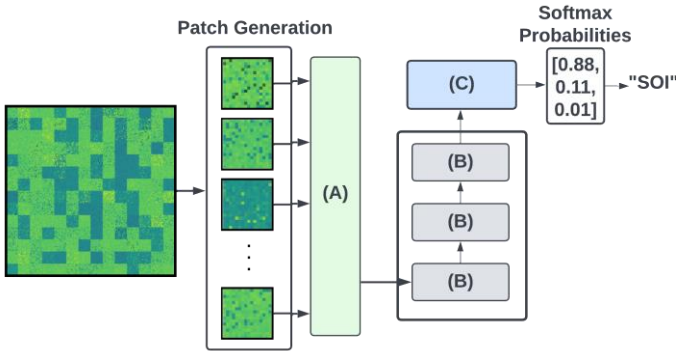 Patch Generation
Softmax
Probabilities
(A)
(B)
(B)
(B)
(C)
[0.88,
0.11,
0.01]
"SOI"